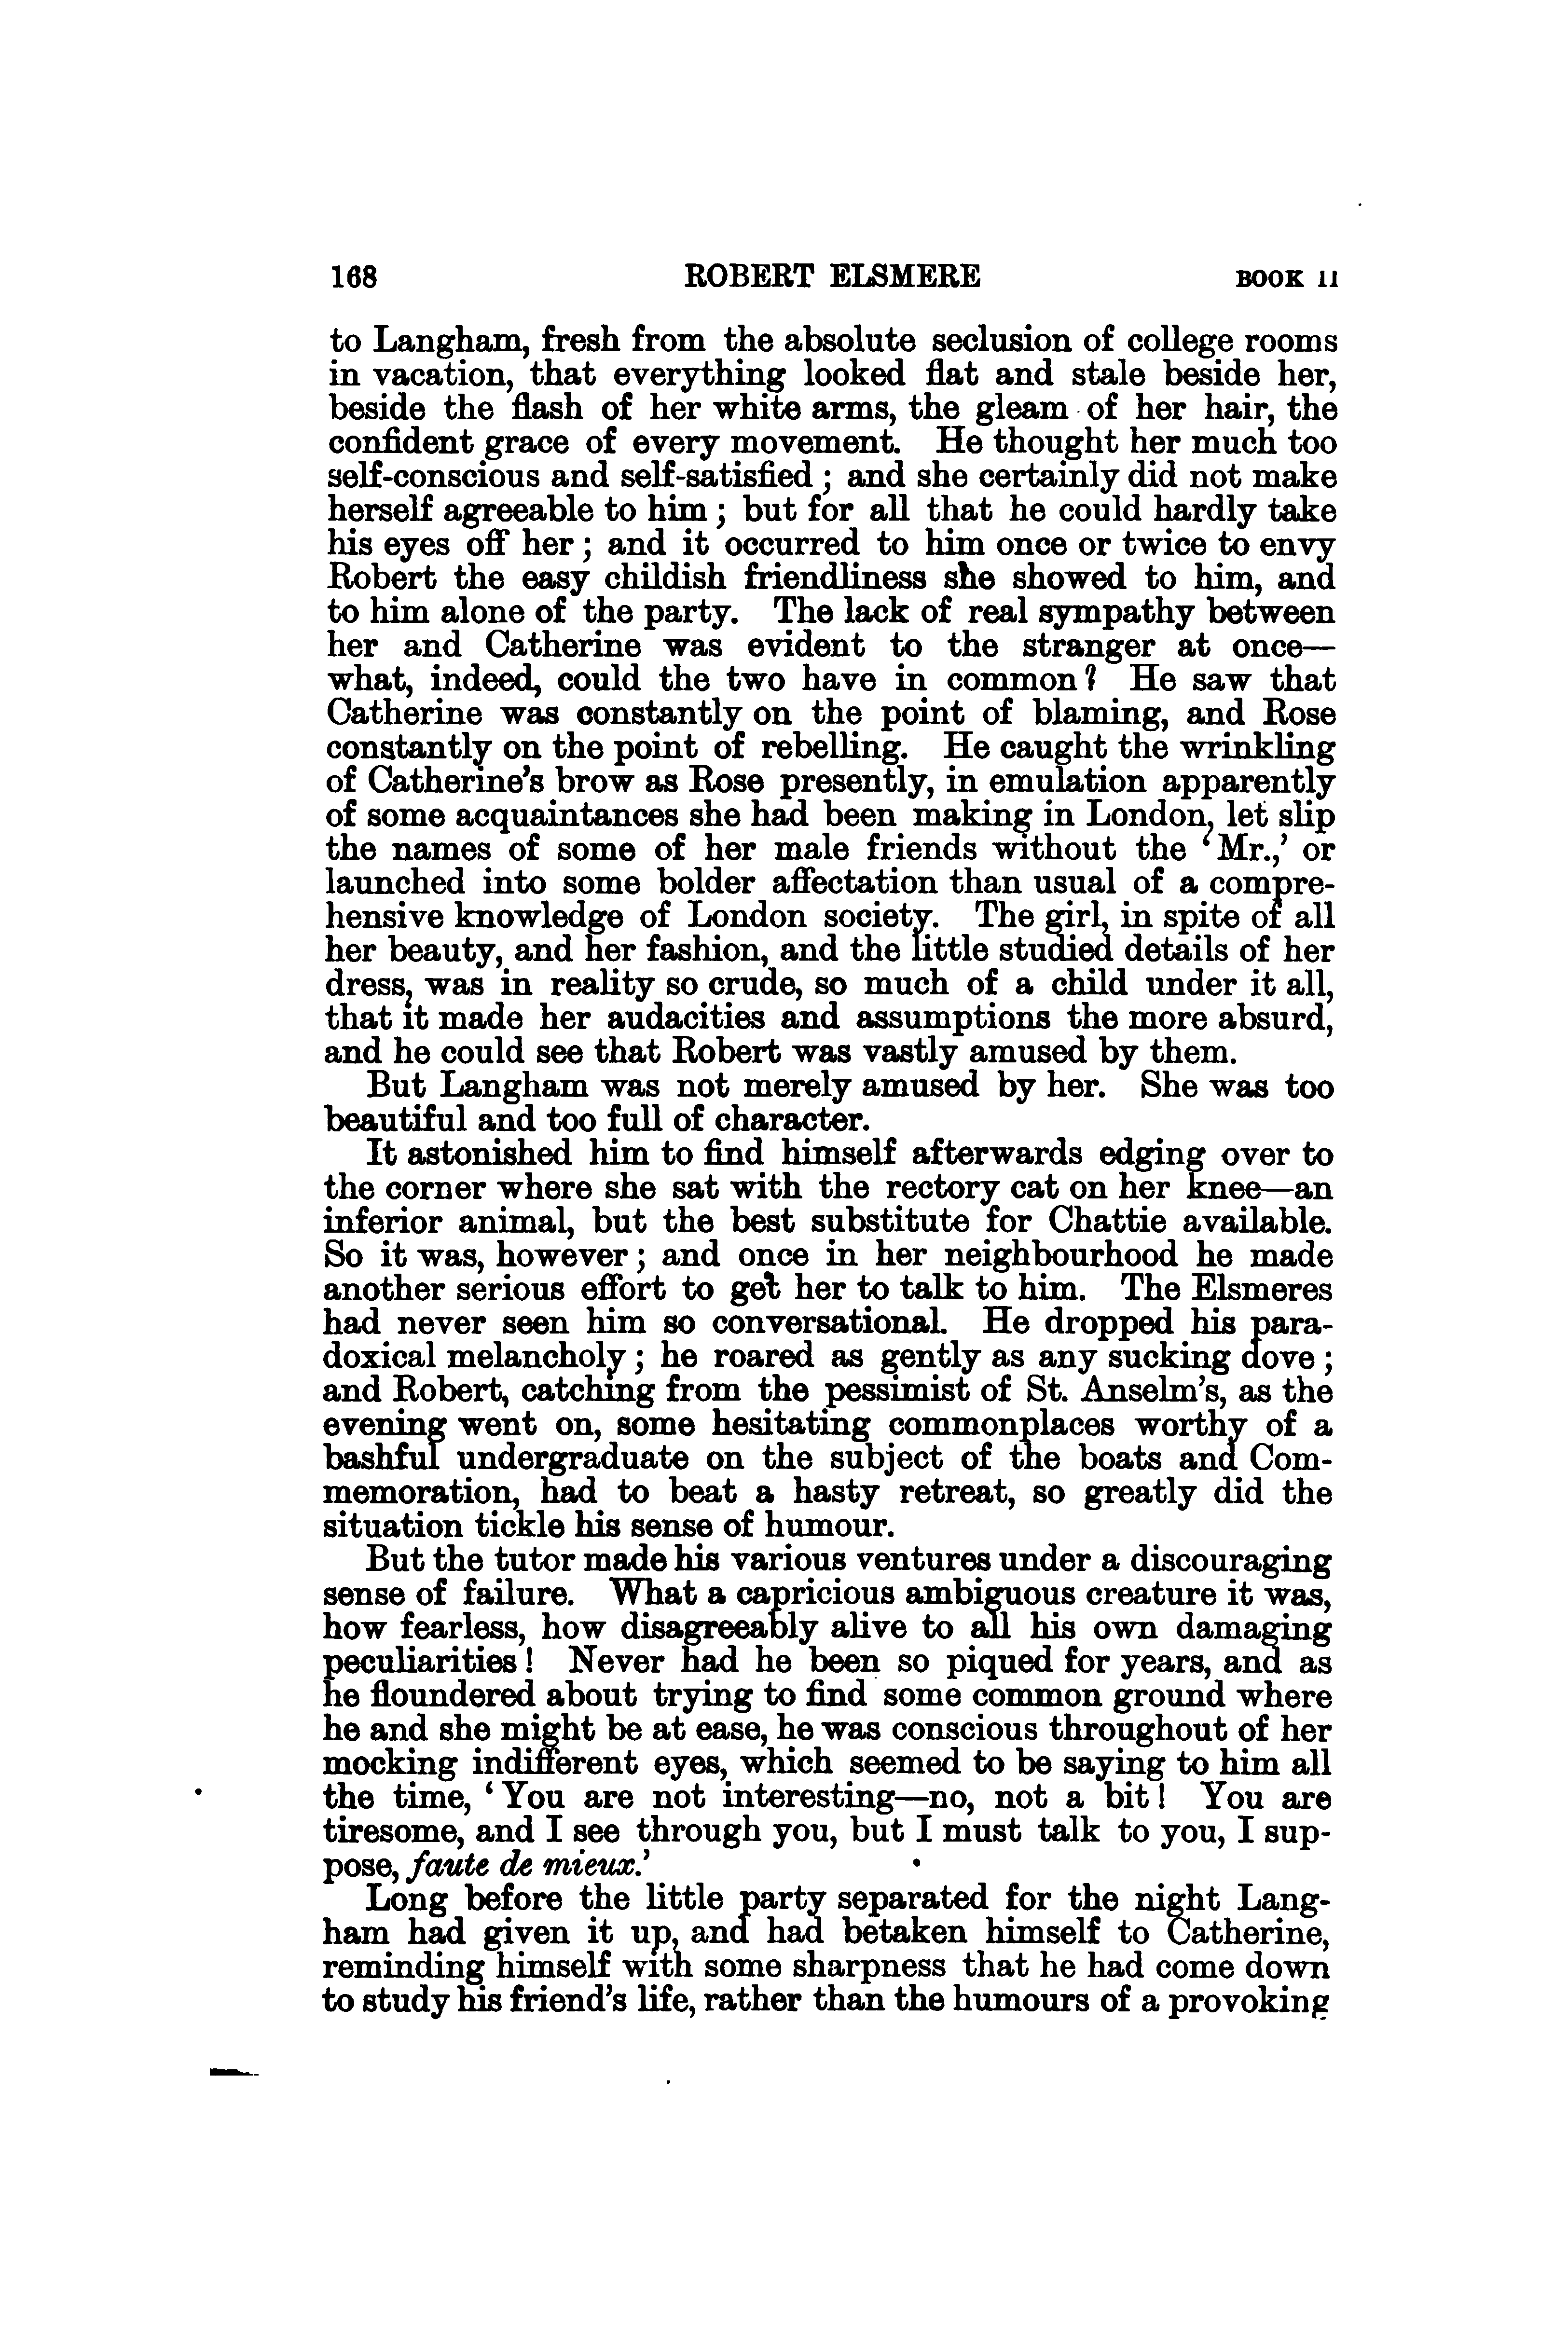 168 ROBERT ELSMERE BOOK II
to Langham, fresh from the absolute seclusion of college rooms
in vacation, that everything looked flat and stale beside her,
beside the flash of her white arms, the gleam of her hair, the
confident grace of every movement. He thought her much too
self-conscious and self-satisfied; and she certainly did not make
herself agreeable to him; but for all that he could hardly take
his eyes off her; and it occurred to him once or twice to envy
Robert the easy childish friendliness she showed to him, and
to him alone of the party. The lack of real sympathy between
her and Catherine was evident to the stranger at once—
what, indeed, could the two have in common? He saw that
Catherine was constantly on the point of blaming, and Rose
constantly on the point of rebelling. He caught the wrinkling
of Catherine's brow as Rose presently, in emulation apparently
of some acquaintances she had been making in London, let slip
the names of some of her male friends without the 'Mr.,' or
launched into some bolder affectation than usual of a compre-
hensive knowledge of London society. The girl, in spite of all
her beauty, and her fashion, and the little studied details of her
dress, was in reality so crude, so much of a child under it all,
that it made her audacities and assumptions the more absurd,
and he could see that Robert was vastly amused by them.
But Langham was not merely amused by her. She was too
beautiful and too full of character.
It astonished him to find himself afterwards edging over to
the corner where she sat with the rectory cat on her knee—an
inferior animal, but the best substitute for Chattie available.
So it was, however; and once in her neighbourhood he made
another serious effort to get her to talk to him. The Elsmeres
had never seen him so conversational. He dropped his para-
doxical melancholy; he roared as gently as any sucking dove;
and Robert, catching from the pessimist of St. Anselm's, as the
evening went on, some hesitating commonplaces worthy of a
bashful undergraduate on the subject of the boats and Com-
memoration, had to beat a hasty retreat, so greatly did the
situation tickle his sense of humour.
But the tutor made his various ventures under a discouraging
sense of failure. What a capricious ambiguous creature it was,
how fearless, how disagreeably alive to all his own damaging
peculiarities! Never had he been so piqued for years, and as
he floundered about trying to find some common ground where
he and she might be at ease, he was conscious throughout of her
mocking indifferent eyes, which seemed to be saying to him all
the time, 'You are not interesting—no, not a bit! You are
tiresome, and I see through you, but I must talk to you, I sup-
pose, faute de mieux.'
Long before the little party separated for the night Lang-
ham had given it up, and had betaken himself to Catherine,
reminding himself with some sharpness that he had come down
to study his friend's life, rather than the humours of a provoking